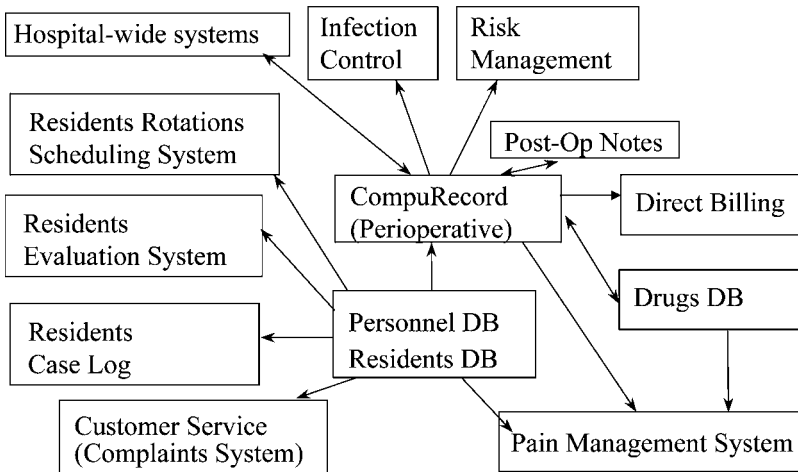 Hospital-wide systems
Infection
Control
Risk
Management
Residents Rotations
Scheduling System
Post-Op Notes
CompuRecord
(Perioperative)
Direct Billing
Residents
Evaluation System
Drugs DB
Personnel DB
Residents DB
Residents
Case Log
Customer Service
(Complaints System)
Pain Management System